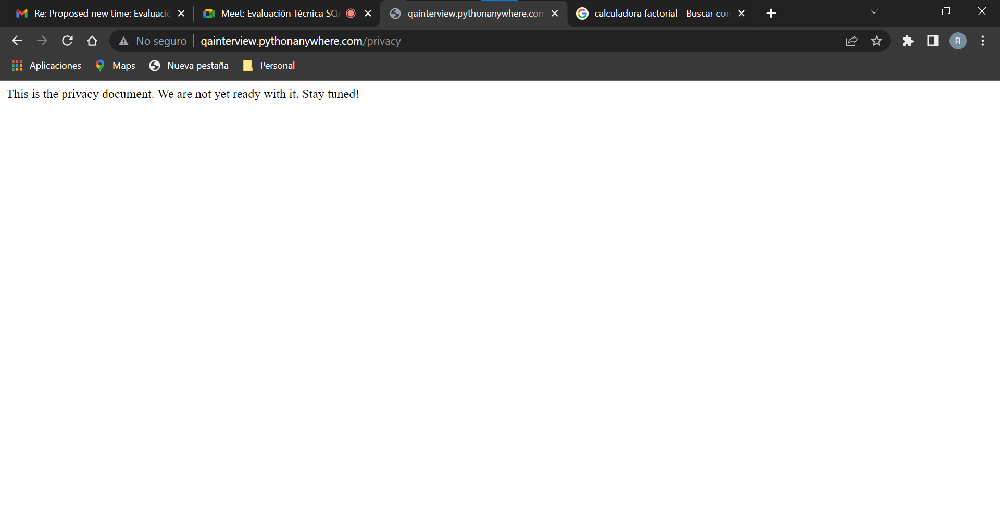 Re: Proposed new time: Evaluació
Meet: Evaluación Técnica SQA
qainterview.pythonanywhere.com
calculadora factorial - Buscar con
No seguro
qainterview.pythonanywhere.com/privacy
R
Aplicaciones
Maps
Nueva pestaña
Personal
This is the privacy document. We are not yet ready with it. Stay tuned!